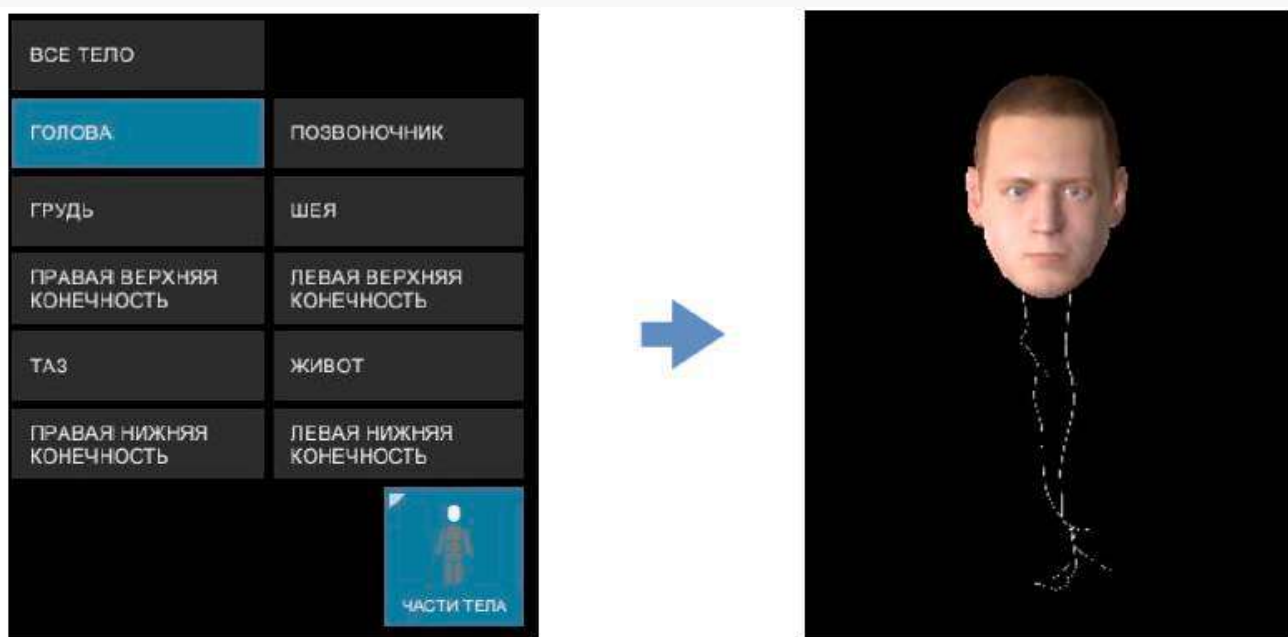 ВСЕ ТЕЛО
ГОЛОВА
ПОЗВОНОЧНИК
ГРУДЬ
ШЕЯ
ПРАВАЯ ВЕРХНЯЯ
КОНЕЧНОСТЬ
ЛЕВАЯ ВЕРХНЯЯ
КОНЕЧНОСТЬ
ТАЗ
ЖИВОТ
ПРАВАЯ НИЖНЯЯ
КОНЕЧНОСТЬ
ЛЕВАЯ НИЖНЯЯ
КОНЕЧНОСТЬ
ЧАСТИ ТЕЛА